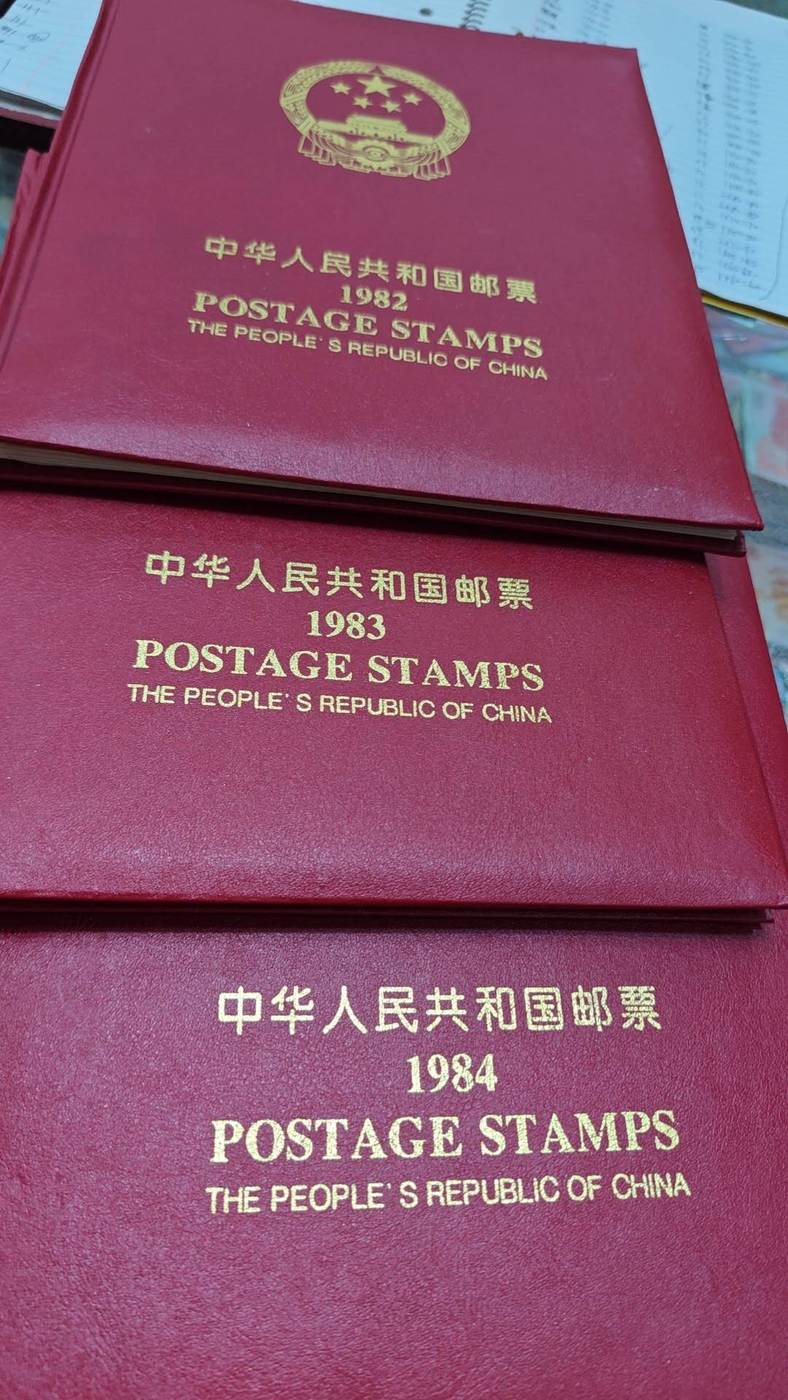 中华人民共和国邮票
1982
POSTAGE STAMPS
THE PEOPLE' S REPUBLIC OF CHINA
中华人民共和国邮票
1983
POSTAGE STAMPS
THE PEOPLE' S REPUBLIC OF CHINA
中华人民共和国邮票
1984
POSTAGE STAMPS
THE PEOPLE' S REPUBLIC OF CHINA